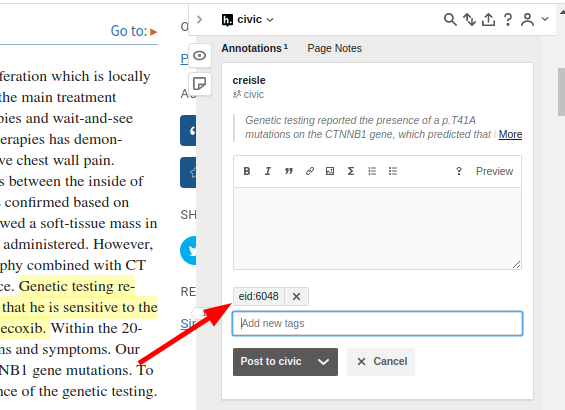 Go to: ▸
feration which is locally
the main treatment
pies and wait-and-see
erapies has demon-
ve chest wall pain.
s between the inside of
s confirmed based on
wed a soft-tissue mass in
administered. However,
phy combined with CT
ce. Genetic testing re-
that he is sensitive to the
ecoxib. Within the 20-
ns and symptoms. Our
NB1 gene mutations. To
nce of the genetic testing.
SH
RE
h. civic
Annotations 1 Page Notes
creisle
civic
Genetic testing reported the presence of a p.T41A
mutations on the CTNNB1 gene, which predicted that More
B I Σ ? Preview
eid:6048 ✕
Add new tags
Post to civic ✕ Cancel